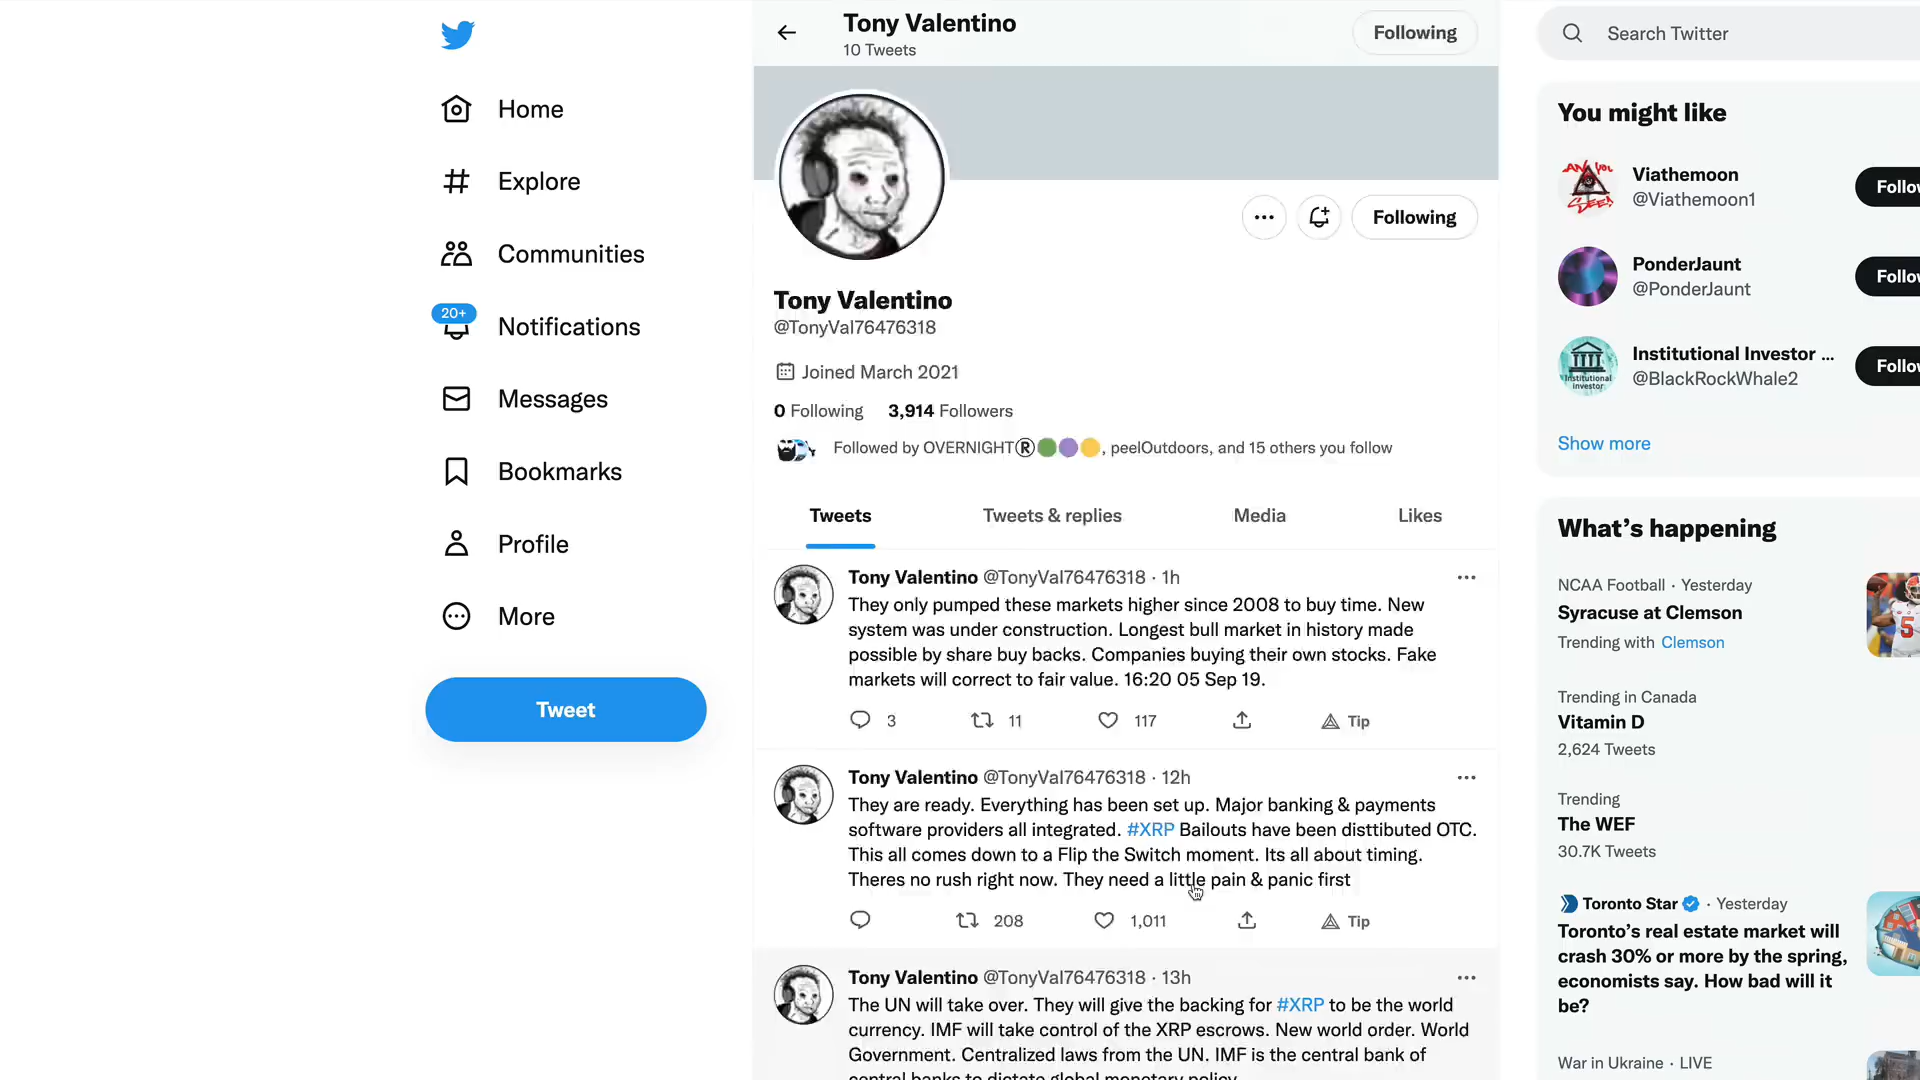 Tony Valentino
10 Tweets
Following
Search Twitter
Home
Explore
Communities
20+
Notifications
Messages
Bookmarks
Profile
More
Tweet
Following
Tony Valentino
@TonyVal76476318
Joined March 2021
0 Following 3,914 Followers
Followed by OVERNIGHT®, peelOutdoors, and 15 others you follow
Tweets
Tweets & replies
Media
Likes
Tony Valentino @TonyVal76476318 · 1h
They only pumped these markets higher since 2008 to buy time. New
system was under construction. Longest bull market in history made
possible by share buy backs. Companies buying their own stocks. Fake
markets will correct to fair value. 16:20 05 Sep 19.
3
11
117
Tip
Tony Valentino @TonyVal76476318 · 12h
They are ready. Everything has been set up. Major banking & payments
software providers all integrated. #XRP Bailouts have been disttibuted OTC.
This all comes down to a Flip the Switch moment. Its all about timing.
Theres no rush right now. They need a little pain & panic first
208
1,011
Tip
Tony Valentino @TonyVal76476318 · 13h
The UN will take over. They will give the backing for #XRP to be the world
currency. IMF will take control of the XRP escrows. New world order. World
Government. Centralized laws from the UN. IMF is the central bank of
central banks to dictate global monetary policy
You might like
Viathemoon
@Viathemoon1
Follow
PonderJaunt
@PonderJaunt
Follow
Institutional Investor ...
@BlackRockWhale2
Institutional
Investor
Follow
Show more
What's happening
NCAA Football · Yesterday
Syracuse at Clemson
Trending with Clemson
5
Trending in Canada
Vitamin D
2,624 Tweets
Trending
The WEF
30.7K Tweets
Toronto Star · Yesterday
Toronto's real estate market will
crash 30% or more by the spring,
economists say. How bad will it
be?
War in Ukraine · LIVE